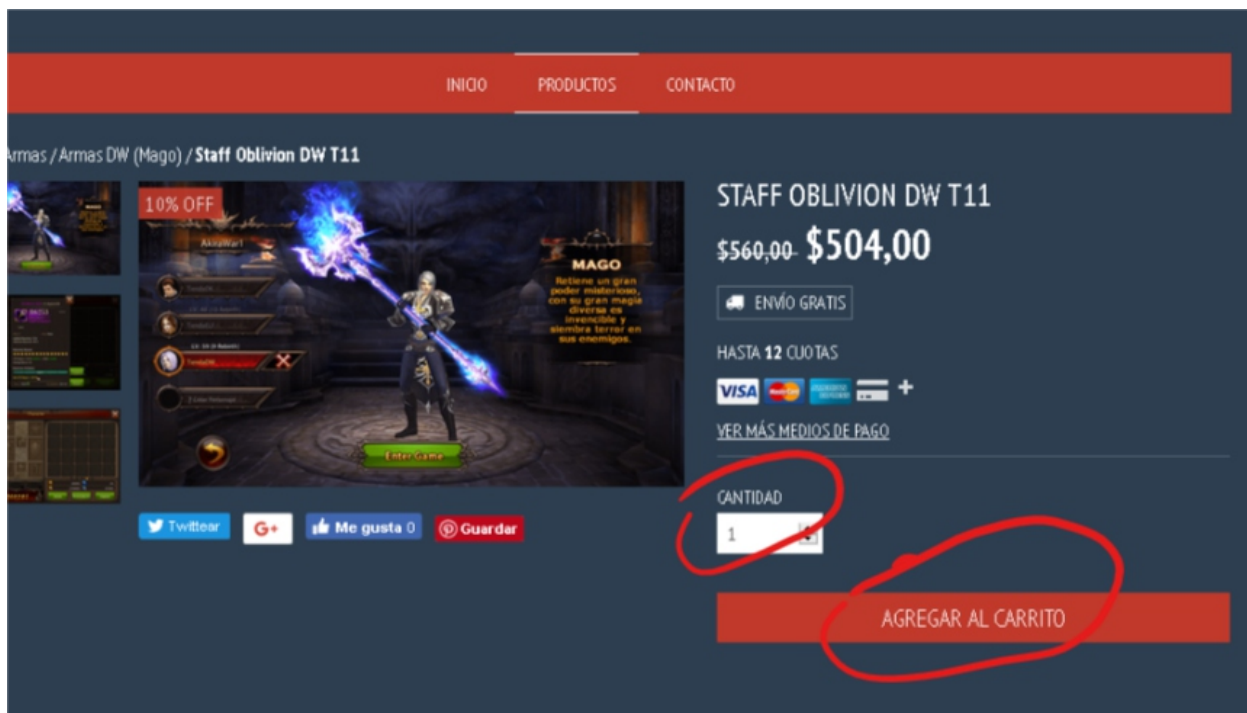 INICIO
PRODUCTOS
CONTACTO
Armas / Armas DW (Mago) / Staff Oblivion DW T11
10% OFF
AkiraWar1
MAGO
Retiene un gran
poder misterioso,
con su gran magia
diversa es
invencible y
siembra terror en
sus enemigos.
Enter Game
Twittear
G+
Me gusta 0
Guardar
STAFF OBLIVION DW T11
$560,00 $504,00
ENVÍO GRATIS
HASTA 12 CUOTAS
VISA
+
VER MÁS MEDIOS DE PAGO
CANTIDAD
1
AGREGAR AL CARRITO